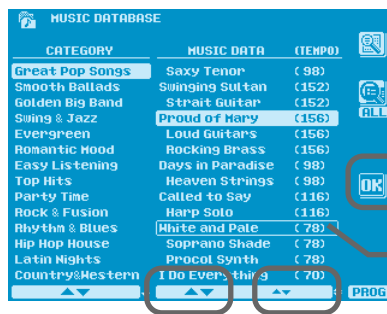 MUSIC DATABASE
CATEGORY MUSIC DATA (TEMPO)
Great Pop Songs Saxy Tenor ( 98)
Smooth Ballads Swinging Sultan (152)
Golden Big Band Strait Guitar (152)
Swing & Jazz Proud of Mary (156)
Evergreen Loud Guitars (156)
Romantic Mood Rocking Brass (156)
Easy Listening Days in Paradise ( 98)
Top Hits Heaven Strings ( 98)
Party Time Called to Say (116)
Rock & Fusion Harp Solo (116)
Rhythm & Blues White and Pale ( 78)
Hip Hop House Soprano Shade ( 78)
Latin Nights Procol Synth ( 78)
Country&Western I Do Everything ( 70)
ALL
OK
PROG